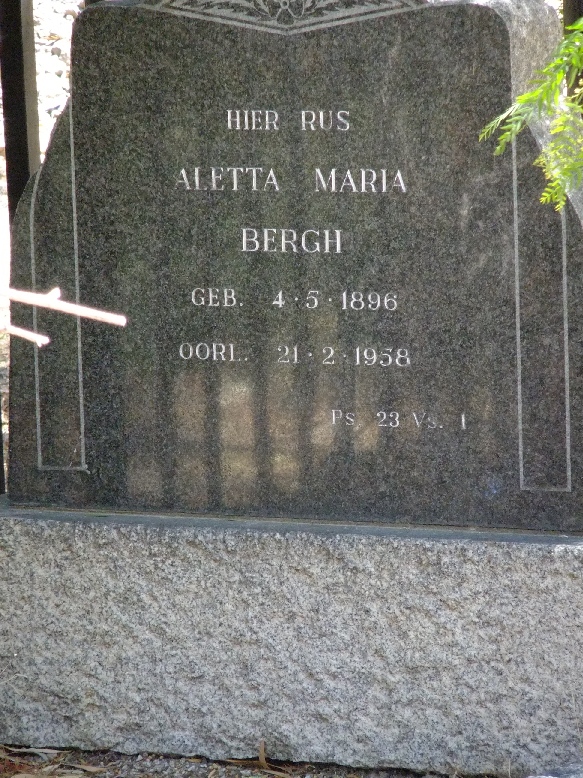 HIER RUS
ALETTA MARIA
BERGH
GEB. 4·5·1896
OORL. 21·2·1958
Ps. 23 Vs. 1